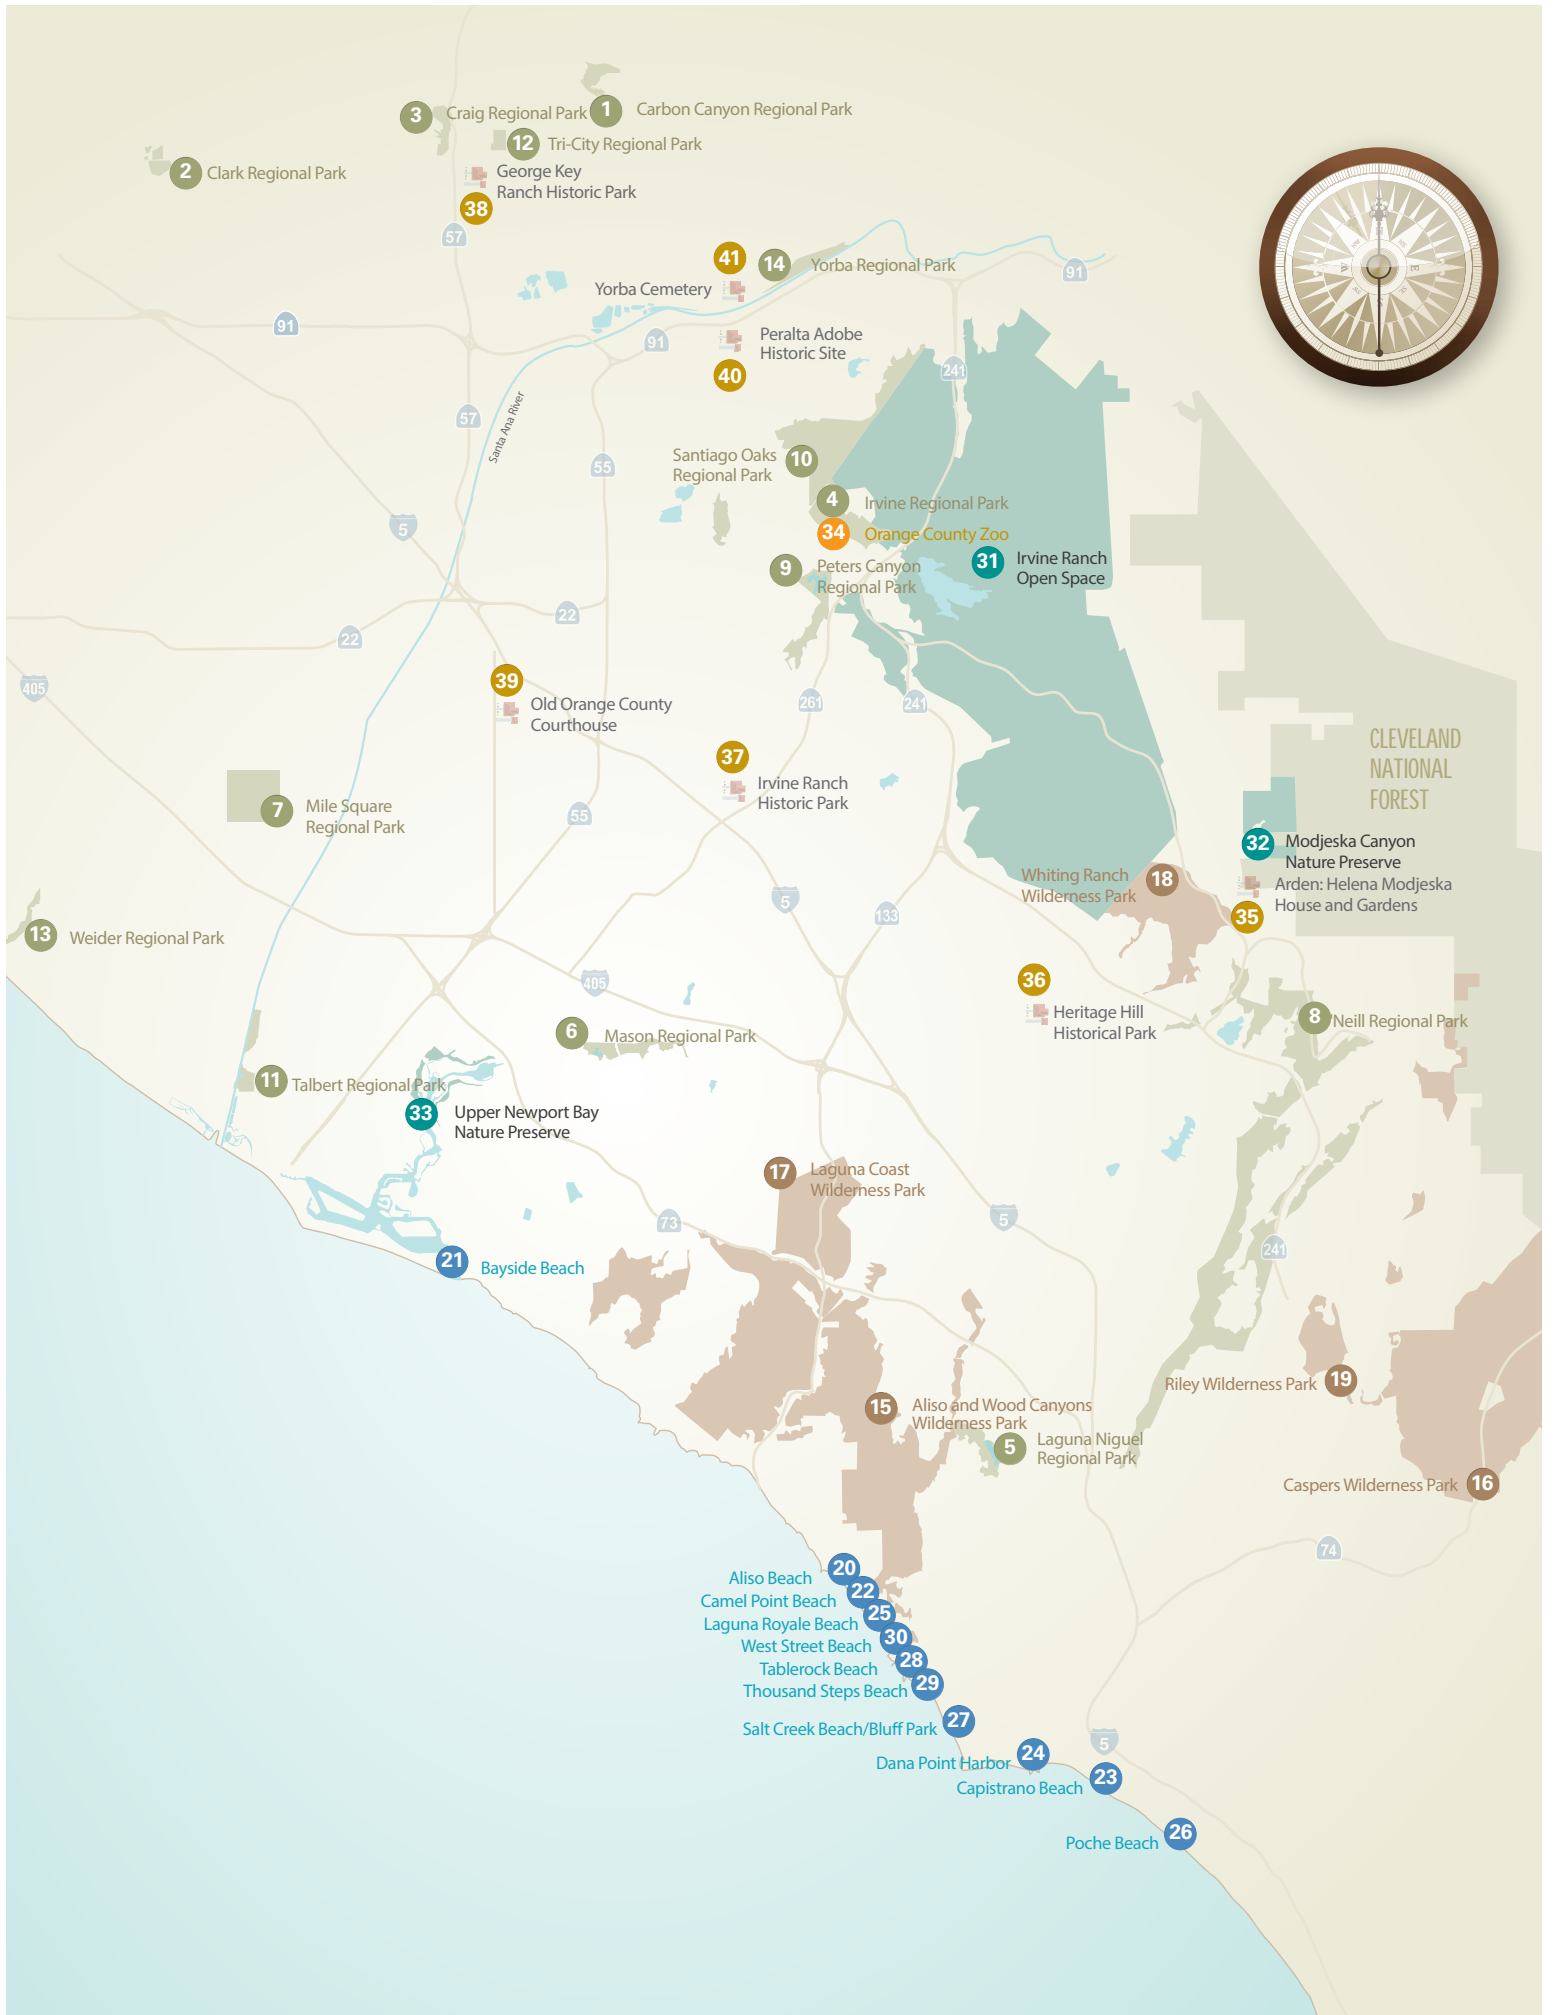 1
Carbon Canyon Regional Park
3
Craig Regional Park
12
Tri-City Regional Park
2
Clark Regional Park
George Key
Ranch Historic Park
38
57
41
14
Yorba Regional Park
91
Yorba Cemetery
91
91
Peralta Adobe
Historic Site
40
241
57
Santa Ana River
55
Santiago Oaks
Regional Park
10
4
Irvine Regional Park
5
34
Orange County Zoo
31
Irvine Ranch
Open Space
9
Peters Canyon
Regional Park
22
22
405
39
Old Orange County
Courthouse
261
241
CLEVELAND
NATIONAL
FOREST
37
Irvine Ranch
Historic Park
7
Mile Square
Regional Park
55
32
Modjeska Canyon
Nature Preserve
Whiting Ranch
Wilderness Park
18
Arden: Helena Modjeska
House and Gardens
35
5
133
13
Weider Regional Park
405
36
Heritage Hill
Historical Park
8
Neill Regional Park
6
Mason Regional Park
11
Talbert Regional Park
33
Upper Newport Bay
Nature Preserve
17
Laguna Coast
Wilderness Park
73
5
241
21
Bayside Beach
Riley Wilderness Park
19
15
Aliso and Wood Canyons
Wilderness Park
5
Laguna Niguel
Regional Park
Caspers Wilderness Park
16
74
20
Aliso Beach
22
Camel Point Beach
25
Laguna Royale Beach
30
West Street Beach
28
Tablerock Beach
29
Thousand Steps Beach
27
Salt Creek Beach/Bluff Park
5
24
Dana Point Harbor
23
Capistrano Beach
26
Poche Beach